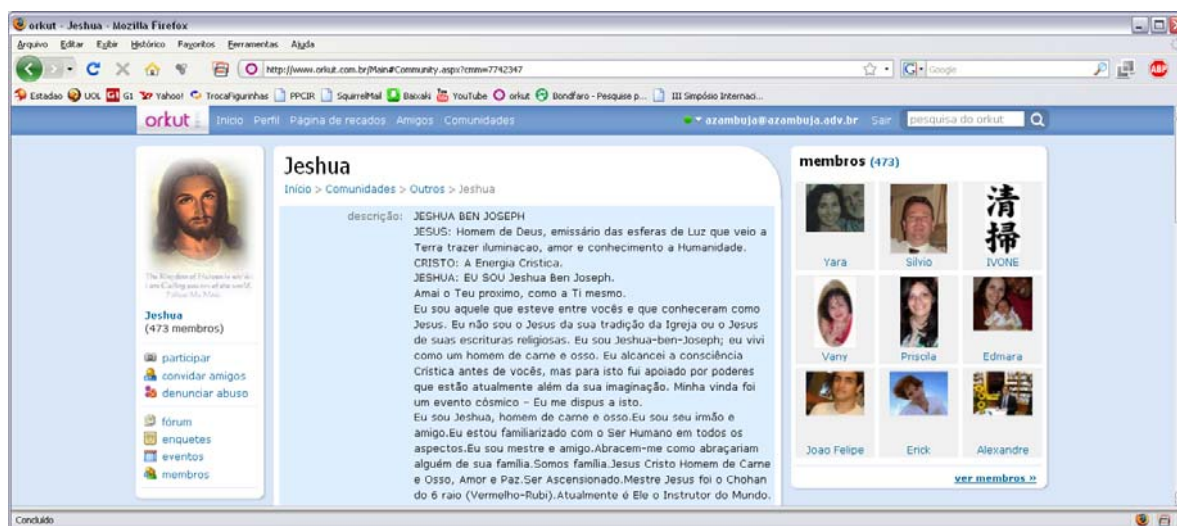 orkut - Jeshua - Mozilla Firefox
Arquivo Editar Exibir Histórico Favoritos Ferramentas Ajuda
http://www.orkut.com.br/Main#Community.aspx?cmm=7742347
Google
ABP
Estadao UOL G1 G1 Yahoo! TrocaFigurinhas PPCIR SquirrelMail Baixaki YouTube orkut Bondfaro - Pesquise p... III Simpósio Internaci...
orkut Início Perfil Página de recados Amigos Comunidades azambuja@azambuja.adv.br Sair pesquisa do orkut
Jeshua
(473 membros)
participar
convidar amigos
denunciar abuso
fórum
enquetes
eventos
membros
Jeshua
Início > Comunidades > Outros > Jeshua
descrição: JESHUA BEN JOSEPH
JESUS: Homem de Deus, emissário das esferas de Luz que veio a
Terra trazer iluminacao, amor e conhecimento a Humanidade.
CRISTO: A Energia Cristica.
JESHUA: EU SOU Jeshua Ben Joseph.
Amai o Teu proximo, como a Ti mesmo.
Eu sou aquele que esteve entre vocês e que conheceram como
Jesus. Eu não sou o Jesus da sua tradição da Igreja ou o Jesus
de suas escrituras religiosas. Eu sou Jeshua-ben-Joseph; eu vivi
como um homem de carne e osso. Eu alcancei a consciência
Crística antes de vocês, mas para isto fui apoiado por poderes
que estão atualmente além da sua imaginação. Minha vinda foi
um evento cósmico – Eu me dispus a isto.
Eu sou Jeshua, homem de carne e osso.Eu sou seu irmão e
amigo.Eu estou familiarizado com o Ser Humano em todos os
aspectos.Eu sou mestre e amigo.Abracem-me como abraçariam
alguém de sua família.Somos família.Jesus Cristo Homem de Carne
e Osso, Amor e Paz.Ser Ascensionado.Mestre Jesus foi o Chohan
do 6 raio (Vermelho-Rubi).Atualmente é Ele o Instrutor do Mundo.
membros (473)
清掃
Yara Silvio IVONE
Vany Priscola Edmara
Joao Felipe Erick Alexandre
ver membros »
Concluído